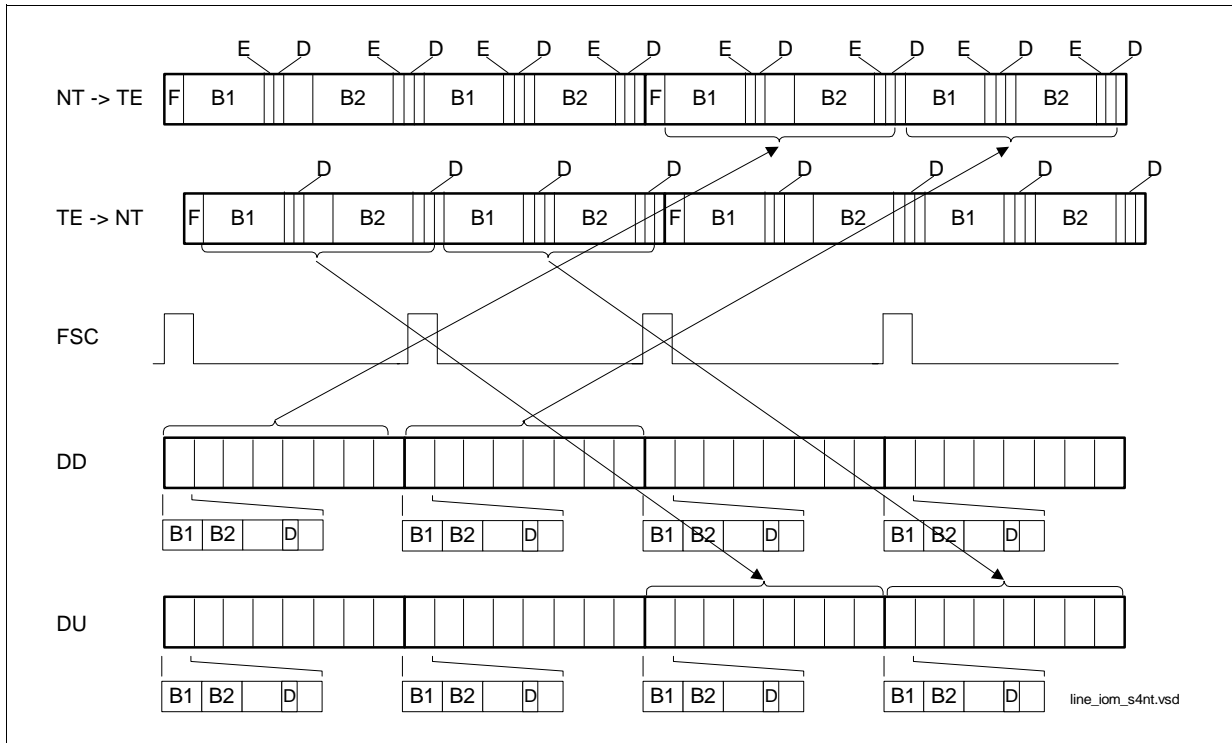 E D E D E D E D E D E D E D E D
NT -> TE F B1 B2 B1 B2 F B1 B2 B1 B2
D D D D D D D D
TE -> NT F B1 B2 B1 B2 F B1 B2 B1 B2
FSC
DD
B1 B2 D B1 B2 D B1 B2 D B1 B2 D
DU
B1 B2 D B1 B2 D B1 B2 D B1 B2 D
line_iom_s4nt.vsd